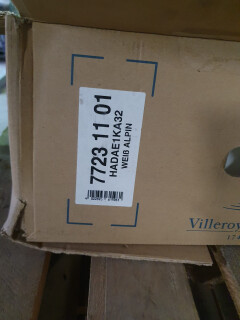 7723 11 01
HADAE1KA32
WEIß ALPIN
Villeroy